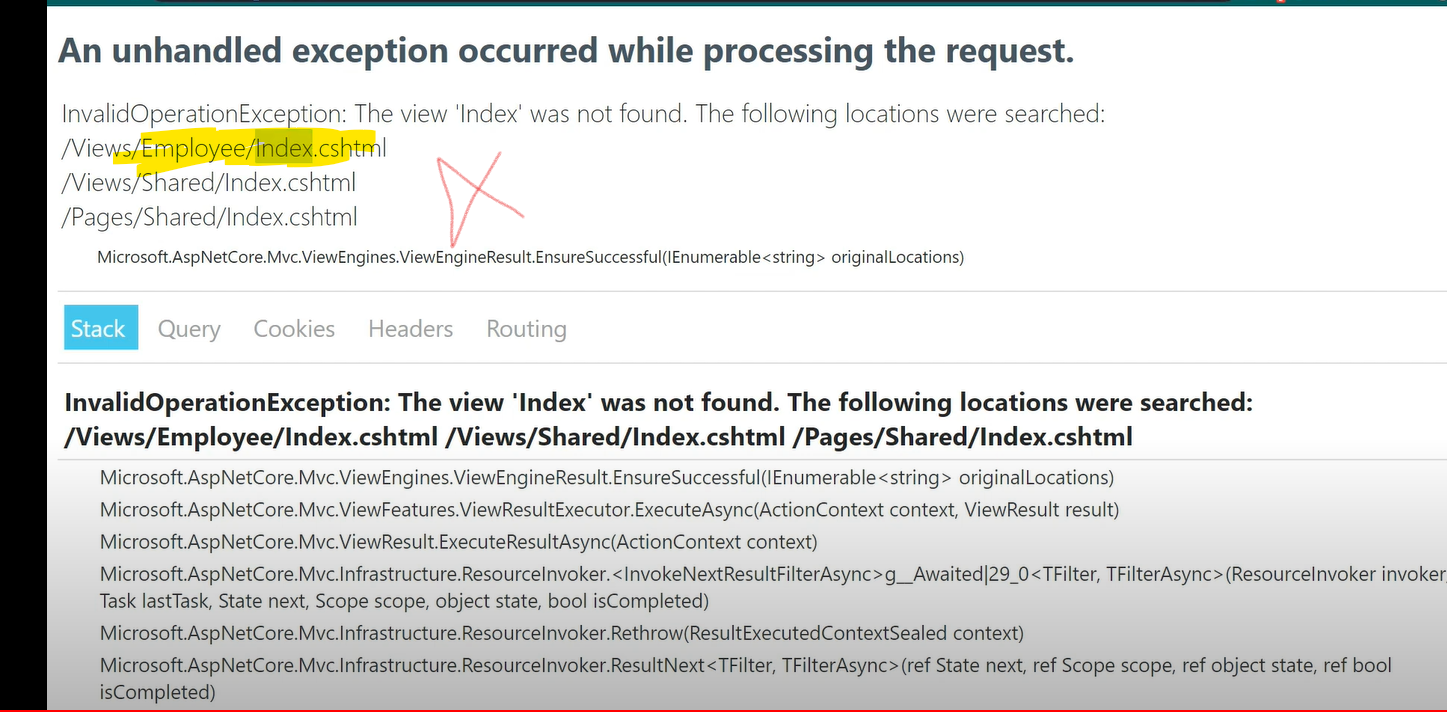 An unhandled exception occurred while processing the request.
InvalidOperationException: The view 'Index' was not found. The following locations were searched:
/Views/Employee/Index.cshtml
/Views/Shared/Index.cshtml
/Pages/Shared/Index.cshtml
Microsoft.AspNetCore.Mvc.ViewEngines.ViewEngineResult.EnsureSuccessful(IEnumerable<string> originalLocations)
Stack Query Cookies Headers Routing
InvalidOperationException: The view 'Index' was not found. The following locations were searched:
/Views/Employee/Index.cshtml /Views/Shared/Index.cshtml /Pages/Shared/Index.cshtml
Microsoft.AspNetCore.Mvc.ViewEngines.ViewEngineResult.EnsureSuccessful(IEnumerable<string> originalLocations)
Microsoft.AspNetCore.Mvc.ViewFeatures.ViewResultExecutor.ExecuteAsync(ActionContext context, ViewResult result)
Microsoft.AspNetCore.Mvc.ViewResult.ExecuteResultAsync(ActionContext context)
Microsoft.AspNetCore.Mvc.Infrastructure.ResourceInvoker.<InvokeNextResultFilterAsync>g__Awaited|29_0<TFilter, TFilterAsync>(ResourceInvoker invoker,
Task lastTask, State next, Scope scope, object state, bool isCompleted)
Microsoft.AspNetCore.Mvc.Infrastructure.ResourceInvoker.Rethrow(ResultExecutedContextSealed context)
Microsoft.AspNetCore.Mvc.Infrastructure.ResourceInvoker.ResultNext<TFilter, TFilterAsync>(ref State next, ref Scope scope, ref object state, ref bool
isCompleted)